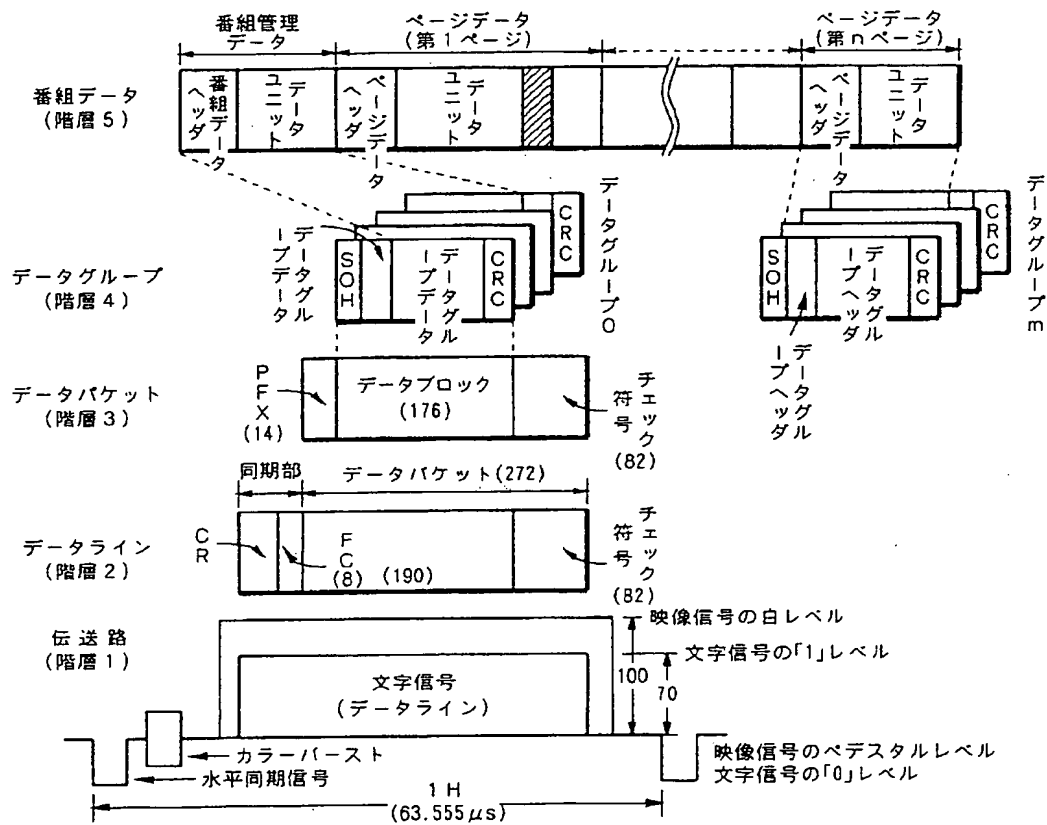 番組管理
データ
ページデータ
(第1ページ)
ページデータ
(第nページ)
番組データ
(階層5)
番組データ
ヘッダ
データ
ユニット
ページデータ
ヘッダ
データ
ユニット
ページデータ
ヘッダ
データ
ユニット
データグループ
(階層4)
データグル
ープデータ
SOH
データグル
ープデータ
CRC
CRC
データグループ0
SOH
データグル
ープヘッダ
CRC
CRC
データグループm
データグル
ープヘッダ
データパケット
(階層3)
PFX
(14)
データブロック
(176)
チェック
符号
(82)
同期部
データパケット(272)
データライン
(階層2)
CR
FC
(8)
(190)
チェック
符号
(82)
伝送路
(階層1)
文字信号
(データライン)
映像信号の白レベル
文字信号の「1」レベル
100
70
カラーバースト
水平同期信号
映像信号のペデスタルレベル
文字信号の「0」レベル
1H
(63.555μs)